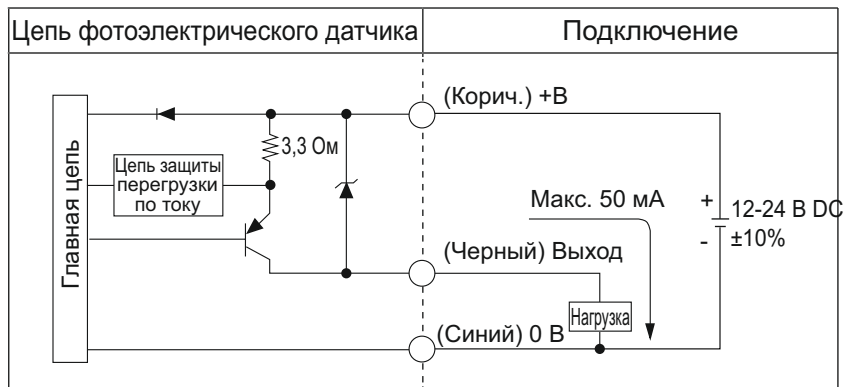 Цепь фотоэлектрического датчика
Подключение
(Корич.) +В
3,3 Ом
Главная цепь
Цепь защиты
перегрузки
по току
Макс. 50 мА
+
12-24 В DC
-
±10%
(Черный) Выход
Нагрузка
(Синий) 0 В